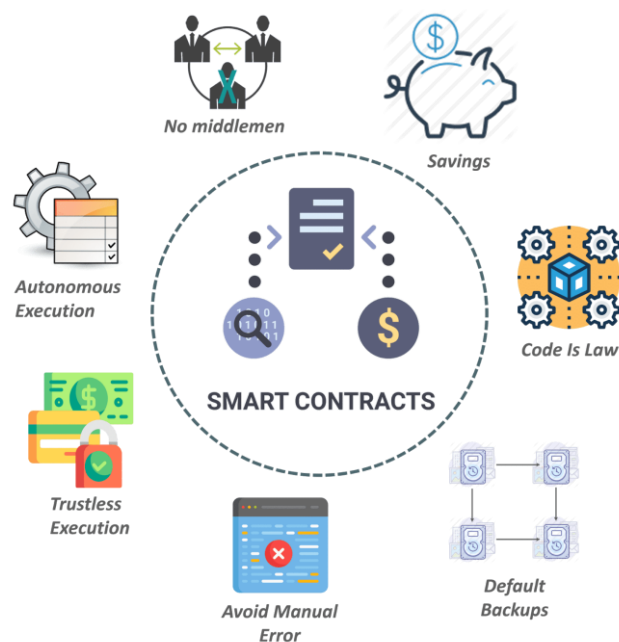 No middlemen
Savings
Autonomous
Execution
Code Is Law
SMART CONTRACTS
Trustless
Execution
Avoid Manual
Error
Default
Backups